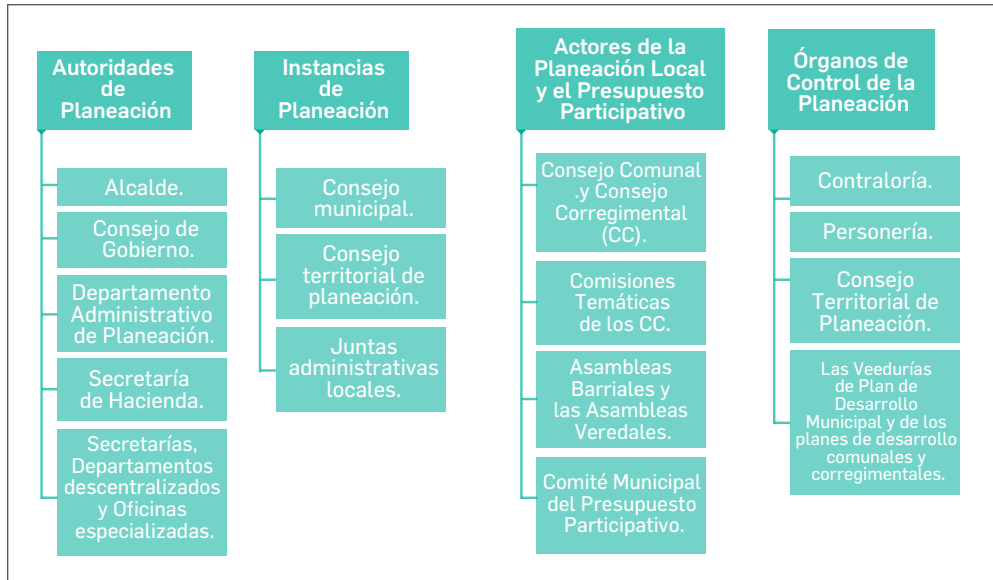 Autoridades
de
Planeación
Alcalde.
Consejo de
Gobierno.
Departamento
Administrativo
de Planeación.
Secretaría
de Hacienda.
Secretarías,
Departamentos
descentralizados
y Oficinas
especializadas.
Instancias
de
Planeación
Consejo
municipal.
Consejo
territorial de
planeación.
Juntas
administrativas
locales.
Actores de la
Planeación Local
y el Presupuesto
Participativo
Consejo Comunal
.y Consejo
Corregimental
(CC).
Comisiones
Temáticas
de los CC.
Asambleas
Barriales y
las Asambleas
Veredales.
Comité Municipal
del Presupuesto
Participativo.
Órganos de
Control de la
Planeación
Contraloría.
Personería.
Consejo
Territorial de
Planeación.
Las Veedurías
de Plan de
Desarrollo
Municipal y de los
planes de desarrollo
comunales y
corregimentales.